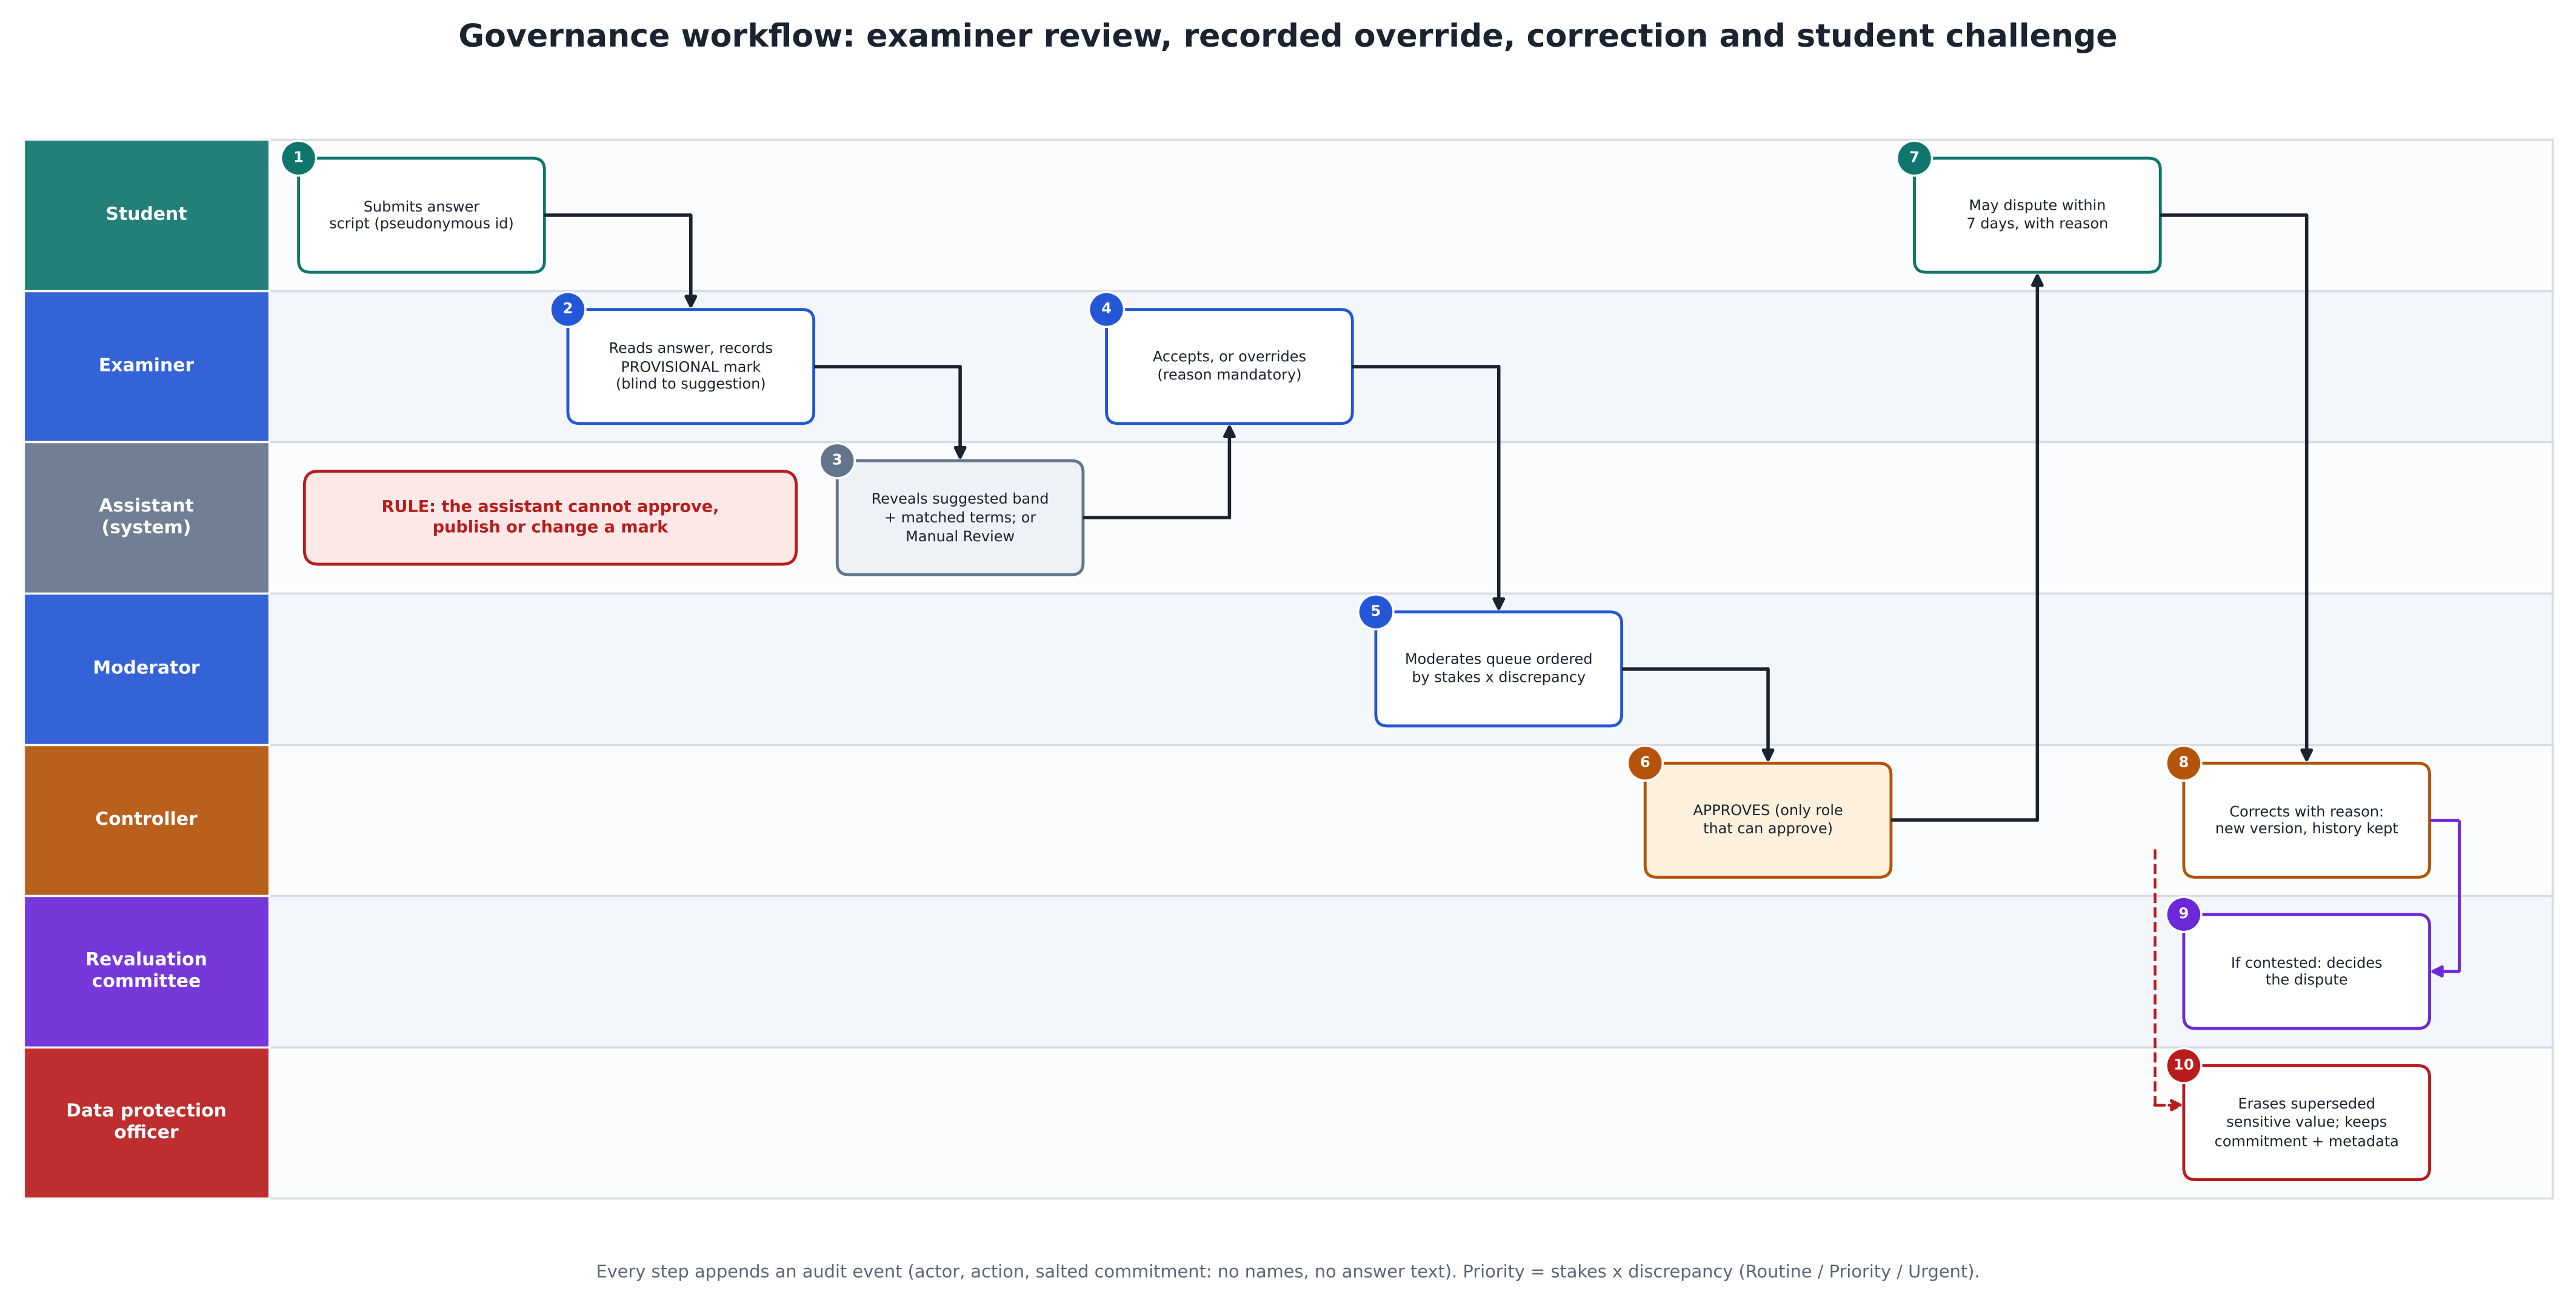 Governance workflow: examiner review, recorded override, correction and student challenge
Student
1
Submits answer
script (pseudonymous id)
7
May dispute within
7 days, with reason
Examiner
2
Reads answer, records
PROVISIONAL mark
(blind to suggestion)
4
Accepts, or overrides
(reason mandatory)
Assistant
(system)
RULE: the assistant cannot approve,
publish or change a mark
3
Reveals suggested band
+ matched terms; or
Manual Review
Moderator
5
Moderates queue ordered
by stakes x discrepancy
Controller
6
APPROVES (only role
that can approve)
8
Corrects with reason:
new version, history kept
Revaluation
committee
9
If contested: decides
the dispute
Data protection
officer
10
Erases superseded
sensitive value; keeps
commitment + metadata
Every step appends an audit event (actor, action, salted commitment: no names, no answer text). Priority = stakes x discrepancy (Routine / Priority / Urgent).